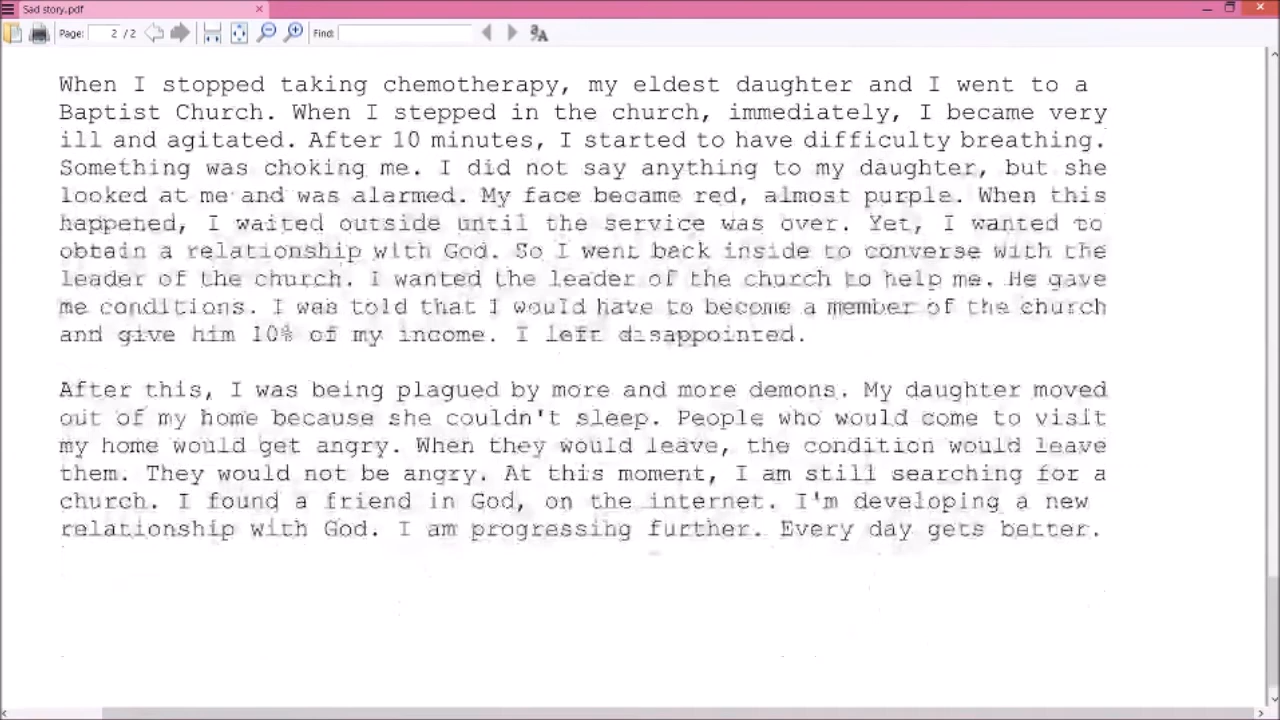 Sad story.pdf
Page: 2 / 2 Find:
When I stopped taking chemotherapy, my eldest daughter and I went to a
Baptist Church. When I stepped in the church, immediately, I became very
ill and agitated. After 10 minutes, I started to have difficulty breathing.
Something was choking me. I did not say anything to my daughter, but she
looked at me and was alarmed. My face became red, almost purple. When this
happened, I waited outside until the service was over. Yet, I wanted to
obtain a relationship with God. So I went back inside to converse with the
leader of the church. I wanted the leader of the church to help me. He gave
me conditions. I was told that I would have to become a member of the church
and give him 10% of my income. I left disappointed.
After this, I was being plagued by more and more demons. My daughter moved
out of my home because she couldn't sleep. People who would come to visit
my home would get angry. When they would leave, the condition would leave
them. They would not be angry. At this moment, I am still searching for a
church. I found a friend in God, on the internet. I'm developing a new
relationship with God. I am progressing further. Every day gets better.